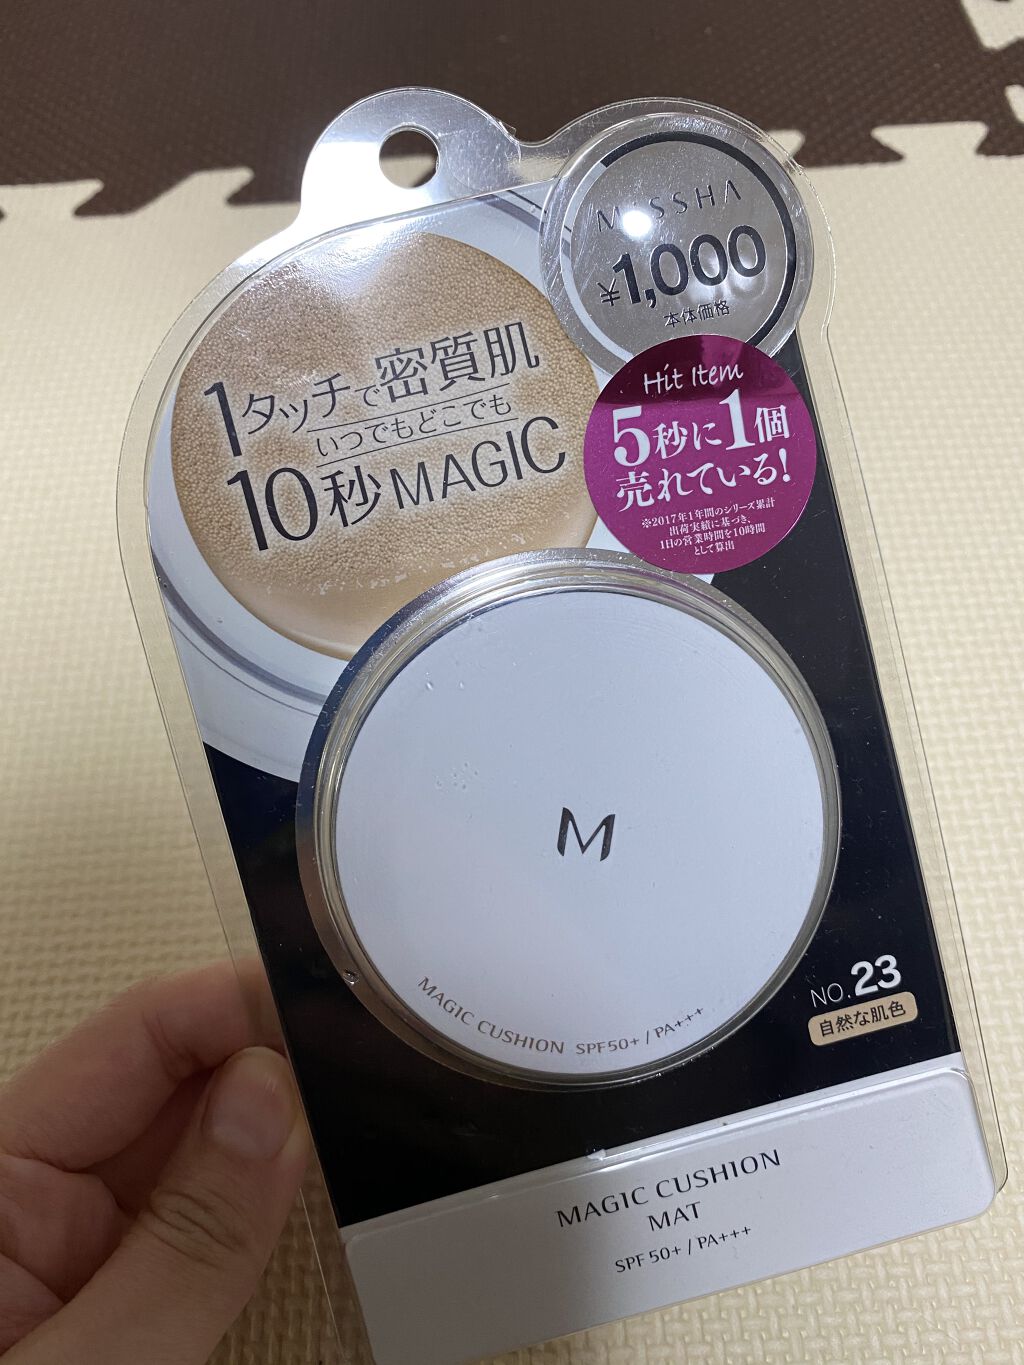 MISSHA
¥1,000
本体価格
Hit Item
5秒に1個
売れている!
※2017年1年間のシリーズ累計
出荷実績に基づき、
1日の営業時間を10時間
として算出
1タッチで密質肌
いつでもどこでも
10秒MAGIC
M
MAGIC CUSHION SPF50+ / PA+++
NO.23
自然な肌色
MAGIC CUSHION
MAT
SPF 50+ / PA+++